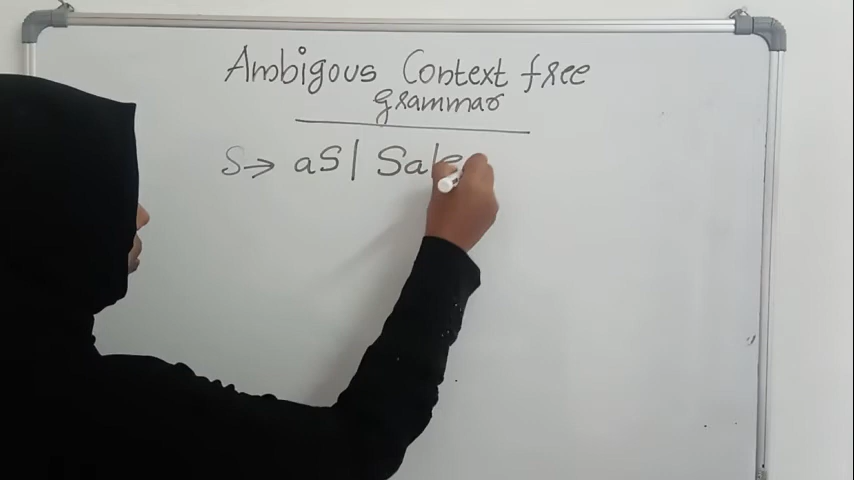 Ambigous Context free
grammar
S → aS | Sa |